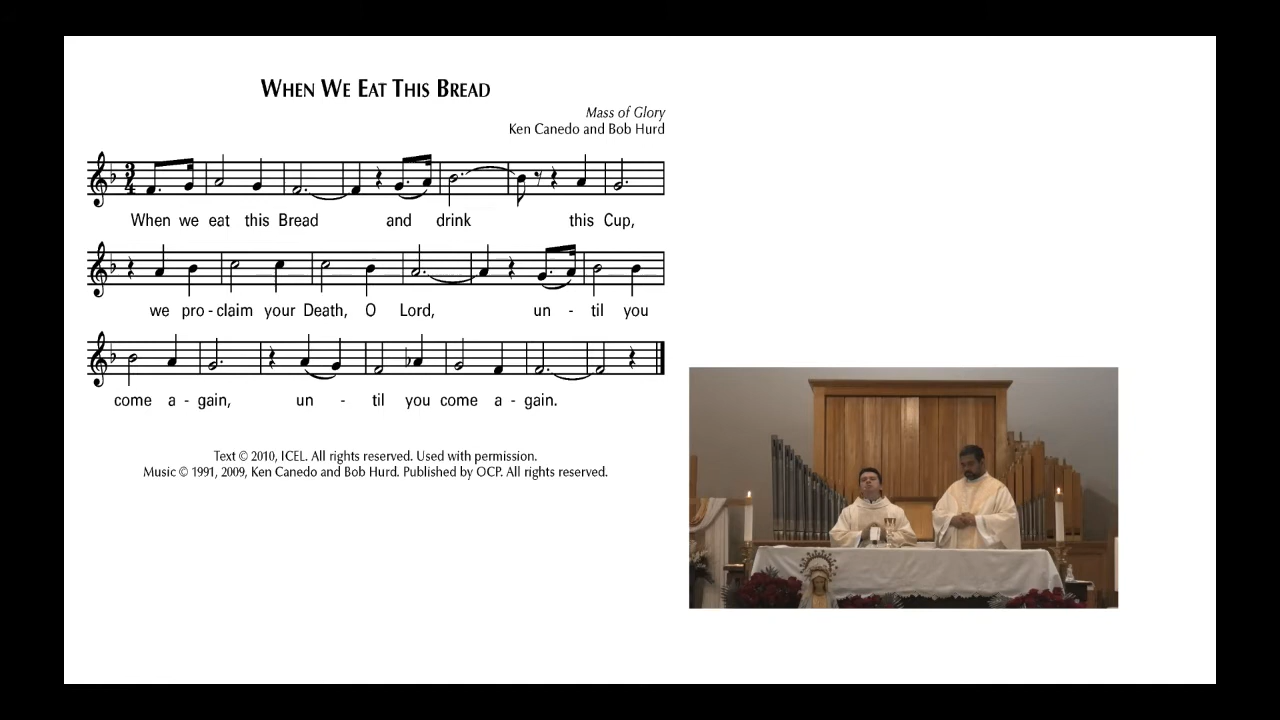 WHEN WE EAT THIS BREAD
Mass of Glory
Ken Canedo and Bob Hurd
3
4
When we eat this Bread and drink this Cup,
we pro - claim your Death, O Lord, un - til you
come a - gain, un - til you come a - gain.
Text © 2010, ICEL. All rights reserved. Used with permission.
Music © 1991, 2009, Ken Canedo and Bob Hurd. Published by OCP. All rights reserved.